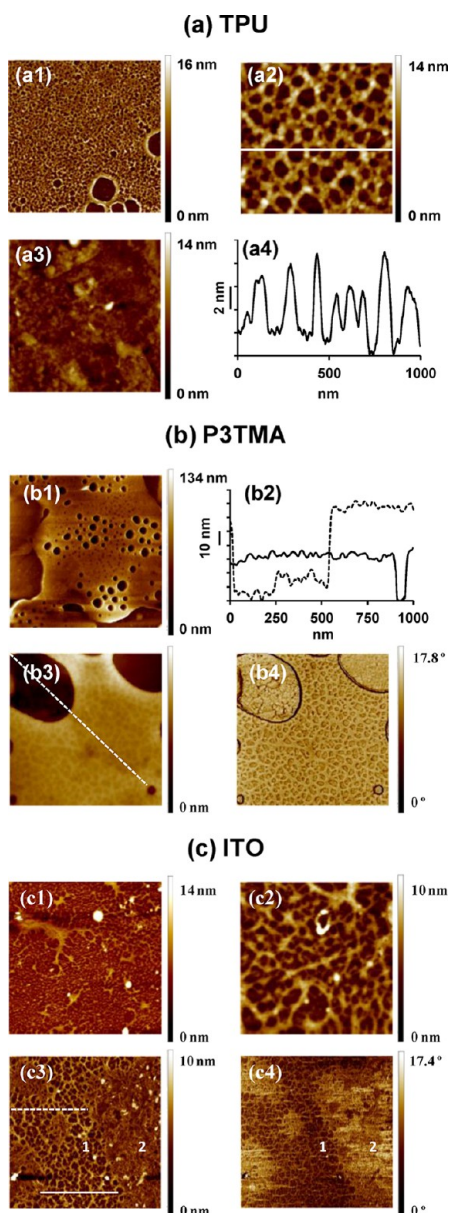 (a) TPU
(a1)
16 nm
0 nm
(a2)
14 nm
0 nm
(a3)
14 nm
0 nm
(a4)
2 nm
0
500
1000
nm
(b) P3TMA
(b1)
134 nm
0 nm
(b2)
10 nm
0
250
500
750
1000
nm
(b3)
0 nm
(b4)
17.8°
0°
(c) ITO
(c1)
14 nm
0 nm
(c2)
10 nm
0 nm
(c3)
1
2
10 nm
0 nm
(c4)
1
2
17.4°
0°